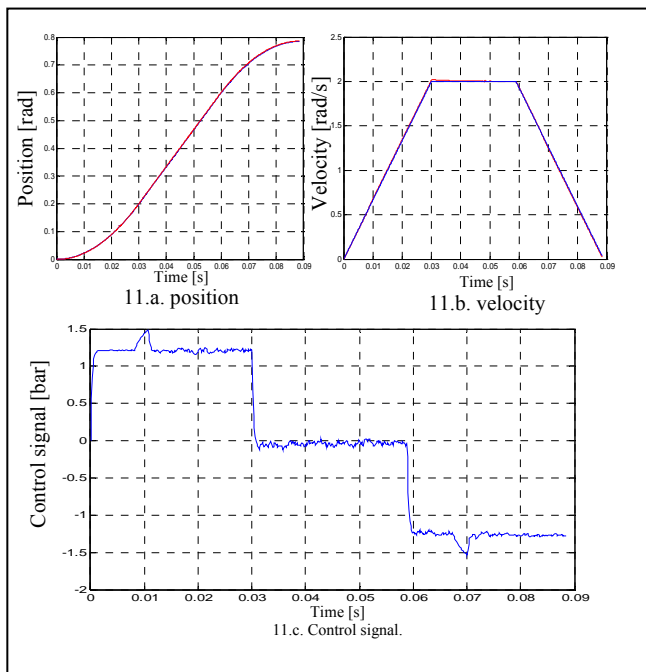 0.8
0.7
0.6
0.5
0.4
0.3
0.2
0.1
0
0 0.01 0.02 0.03 0.04 0.05 0.06 0.07 0.08 0.09
Position [rad]
Time [s]
11.a. position
2.5
2
1.5
1
0.5
0
0 0.01 0.02 0.03 0.04 0.05 0.06 0.07 0.08 0.09
Velocity [rad/s]
Time [s]
11.b. velocity
1.5
1
0.5
0
-0.5
-1
-1.5
-2
0 0.01 0.02 0.03 0.04 0.05 0.06 0.07 0.08 0.09
Control signal [bar]
Time [s]
11.c. Control signal.